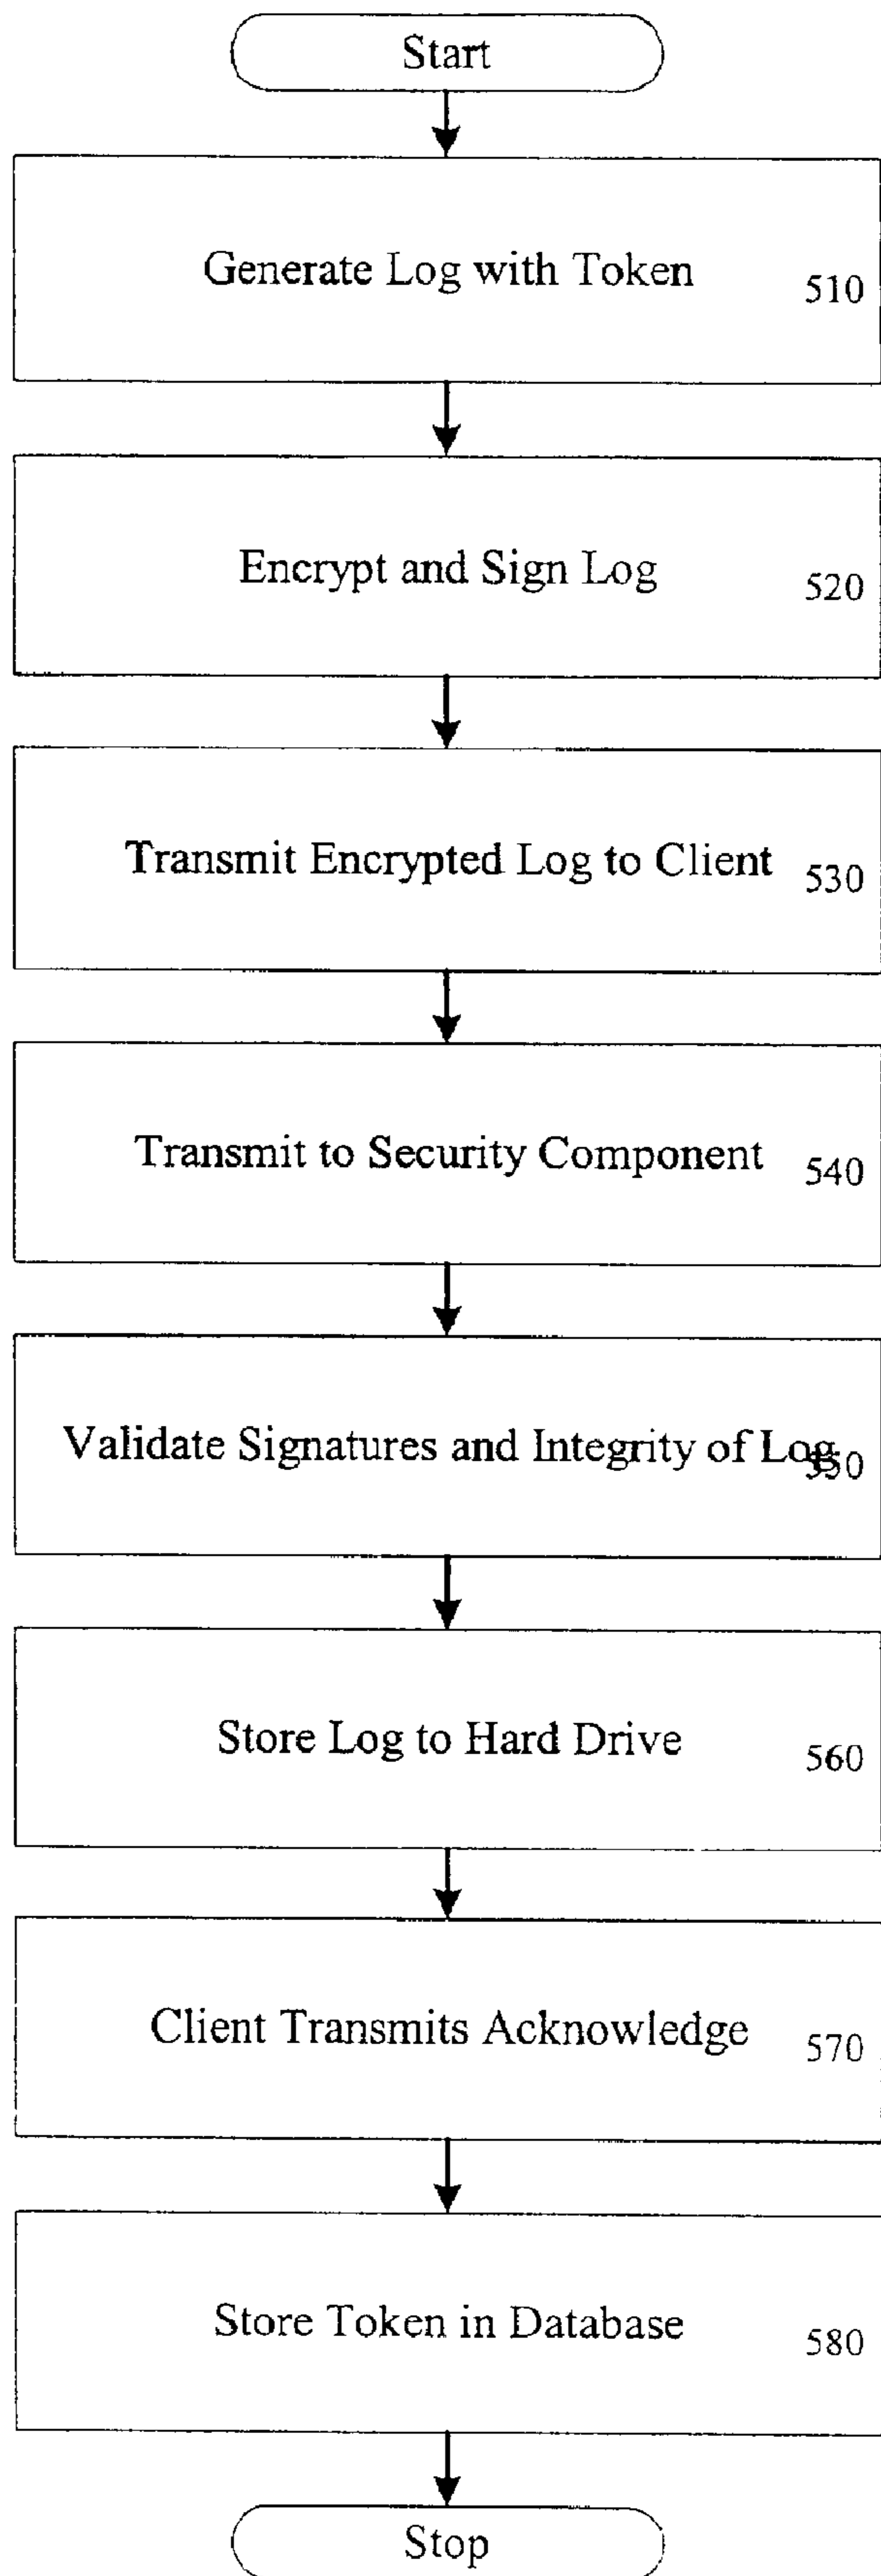 Start
Generate Log with Token
510
Encrypt and Sign Log
520
Transmit Encrypted Log to Client
530
Transmit to Security Component
540
Validate Signatures and Integrity of Log
550
Store Log to Hard Drive
560
Client Transmits Acknowledge
570
Store Token in Database
580
Stop